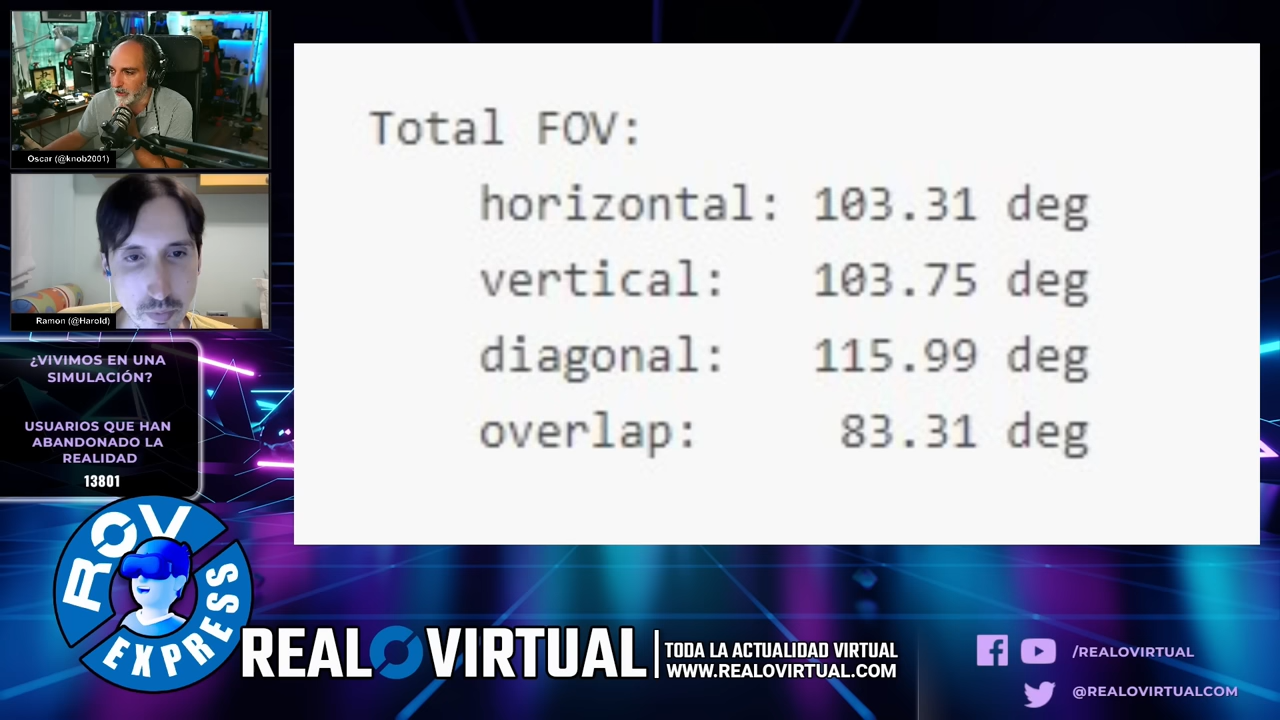 Oscar (@knob2001)
Ramon (@Harold)
¿VIVIMOS EN UNA
SIMULACIÓN?
USUARIOS QUE HAN
ABANDONADO LA
REALIDAD
13801
Total FOV:
horizontal: 103.31 deg
vertical: 103.75 deg
diagonal: 115.99 deg
overlap: 83.31 deg
ROV
EXPRESS
REALOVIRTUAL
TODA LA ACTUALIDAD VIRTUAL
WWW.REALOVIRTUAL.COM
/REALOVIRTUAL
@REALOVIRTUALCOM